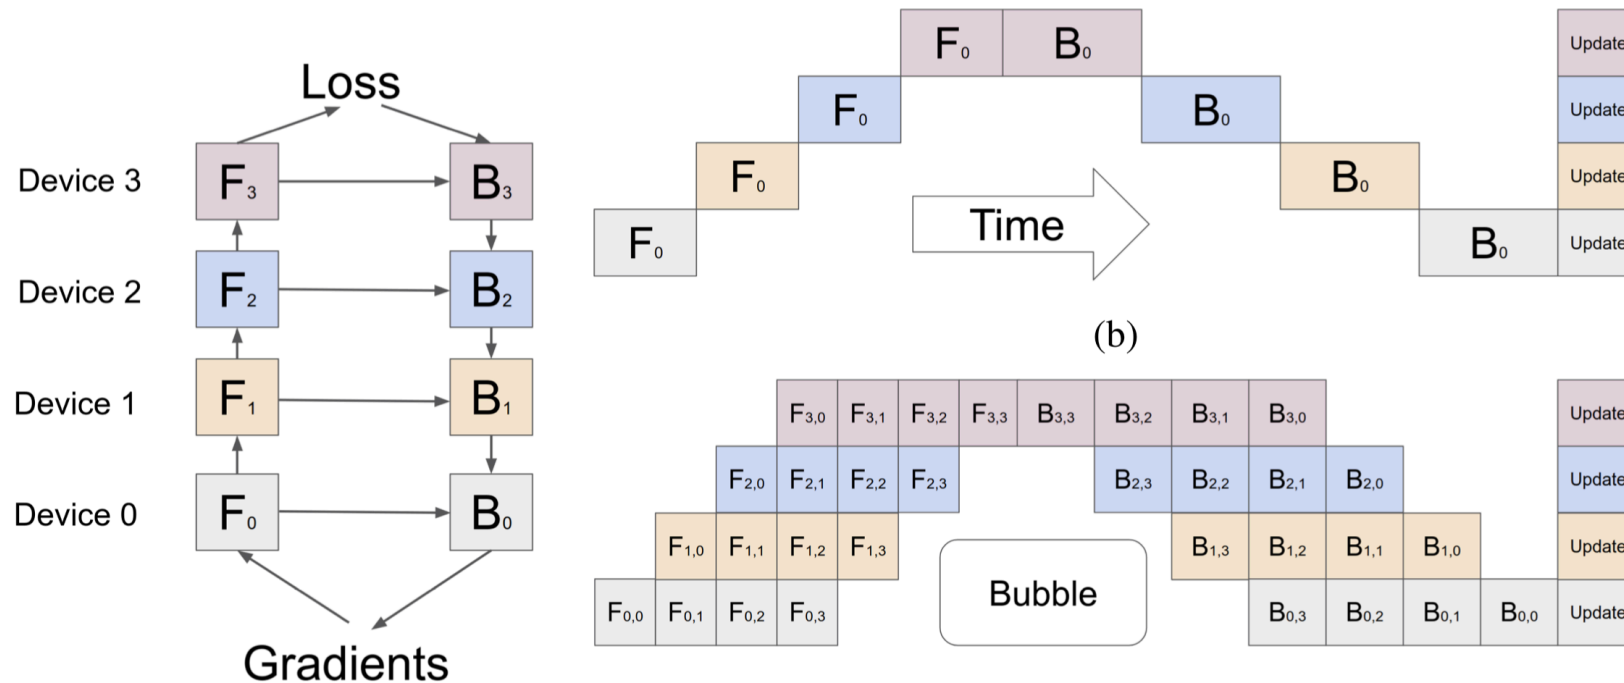 Loss
Device 3 F3 B3
Device 2 F2 B2
Device 1 F1 B1
Device 0 F0 B0
Gradients
F0 B0 Update
F0 B0 Update
F0 B0 Update
F0 B0 Update
Time
(b)
F3,0 F3,1 F3,2 F3,3 B3,3 B3,2 B3,1 B3,0 Update
F2,0 F2,1 F2,2 F2,3 B2,3 B2,2 B2,1 B2,0 Update
F1,0 F1,1 F1,2 F1,3 B1,3 B1,2 B1,1 B1,0 Update
Bubble
F0,0 F0,1 F0,2 F0,3 B0,3 B0,2 B0,1 B0,0 Update